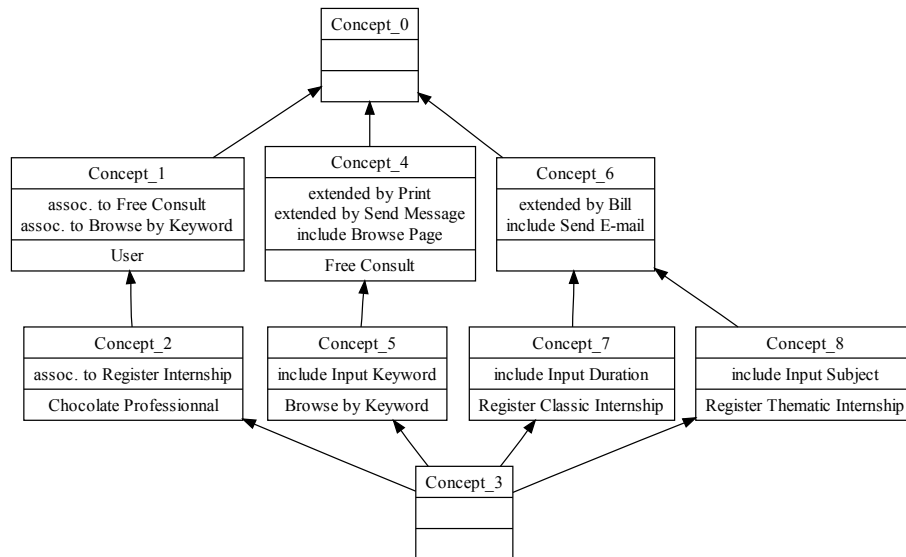 Concept_0
Concept_1
assoc. to Free Consult
assoc. to Browse by Keyword
User
Concept_4
extended by Print
extended by Send Message
include Browse Page
Free Consult
Concept_6
extended by Bill
include Send E-mail
Concept_2
assoc. to Register Internship
Chocolate Professionnal
Concept_5
include Input Keyword
Browse by Keyword
Concept_7
include Input Duration
Register Classic Internship
Concept_8
include Input Subject
Register Thematic Internship
Concept_3